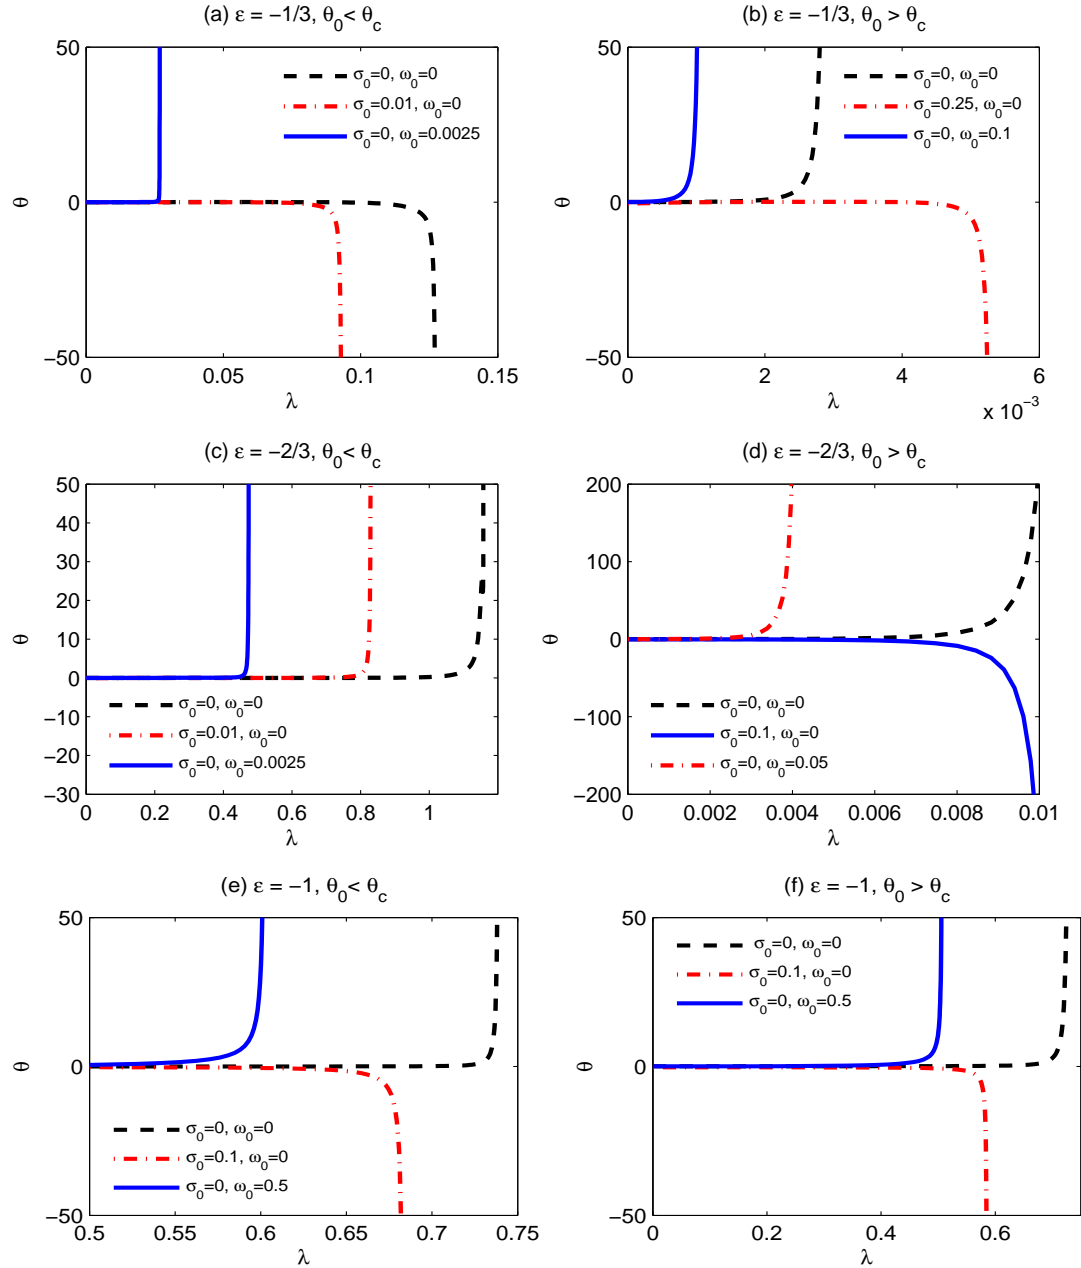 (a) ε = −1/3, θ₀< θ_c
50
0
−50
θ
σ₀=0, ω₀=0
σ₀=0.01, ω₀=0
σ₀=0, ω₀=0.0025
0
0.05
0.1
0.15
λ
(b) ε = −1/3, θ₀ > θ_c
50
0
−50
θ
σ₀=0, ω₀=0
σ₀=0.25, ω₀=0
σ₀=0, ω₀=0.1
0
2
4
6
x 10⁻³
λ
(c) ε = −2/3, θ₀< θ_c
50
40
30
20
10
0
−10
−20
−30
θ
σ₀=0, ω₀=0
σ₀=0.01, ω₀=0
σ₀=0, ω₀=0.0025
0
0.2
0.4
0.6
0.8
1
λ
(d) ε = −2/3, θ₀ > θ_c
200
100
0
−100
−200
θ
σ₀=0, ω₀=0
σ₀=0.1, ω₀=0
σ₀=0, ω₀=0.05
0
0.002
0.004
0.006
0.008
0.01
λ
(e) ε = −1, θ₀< θ_c
50
0
−50
θ
σ₀=0, ω₀=0
σ₀=0.1, ω₀=0
σ₀=0, ω₀=0.5
0.5
0.55
0.6
0.65
0.7
0.75
λ
(f) ε = −1, θ₀ > θ_c
50
0
−50
θ
σ₀=0, ω₀=0
σ₀=0.1, ω₀=0
σ₀=0, ω₀=0.5
0
0.2
0.4
0.6
λ